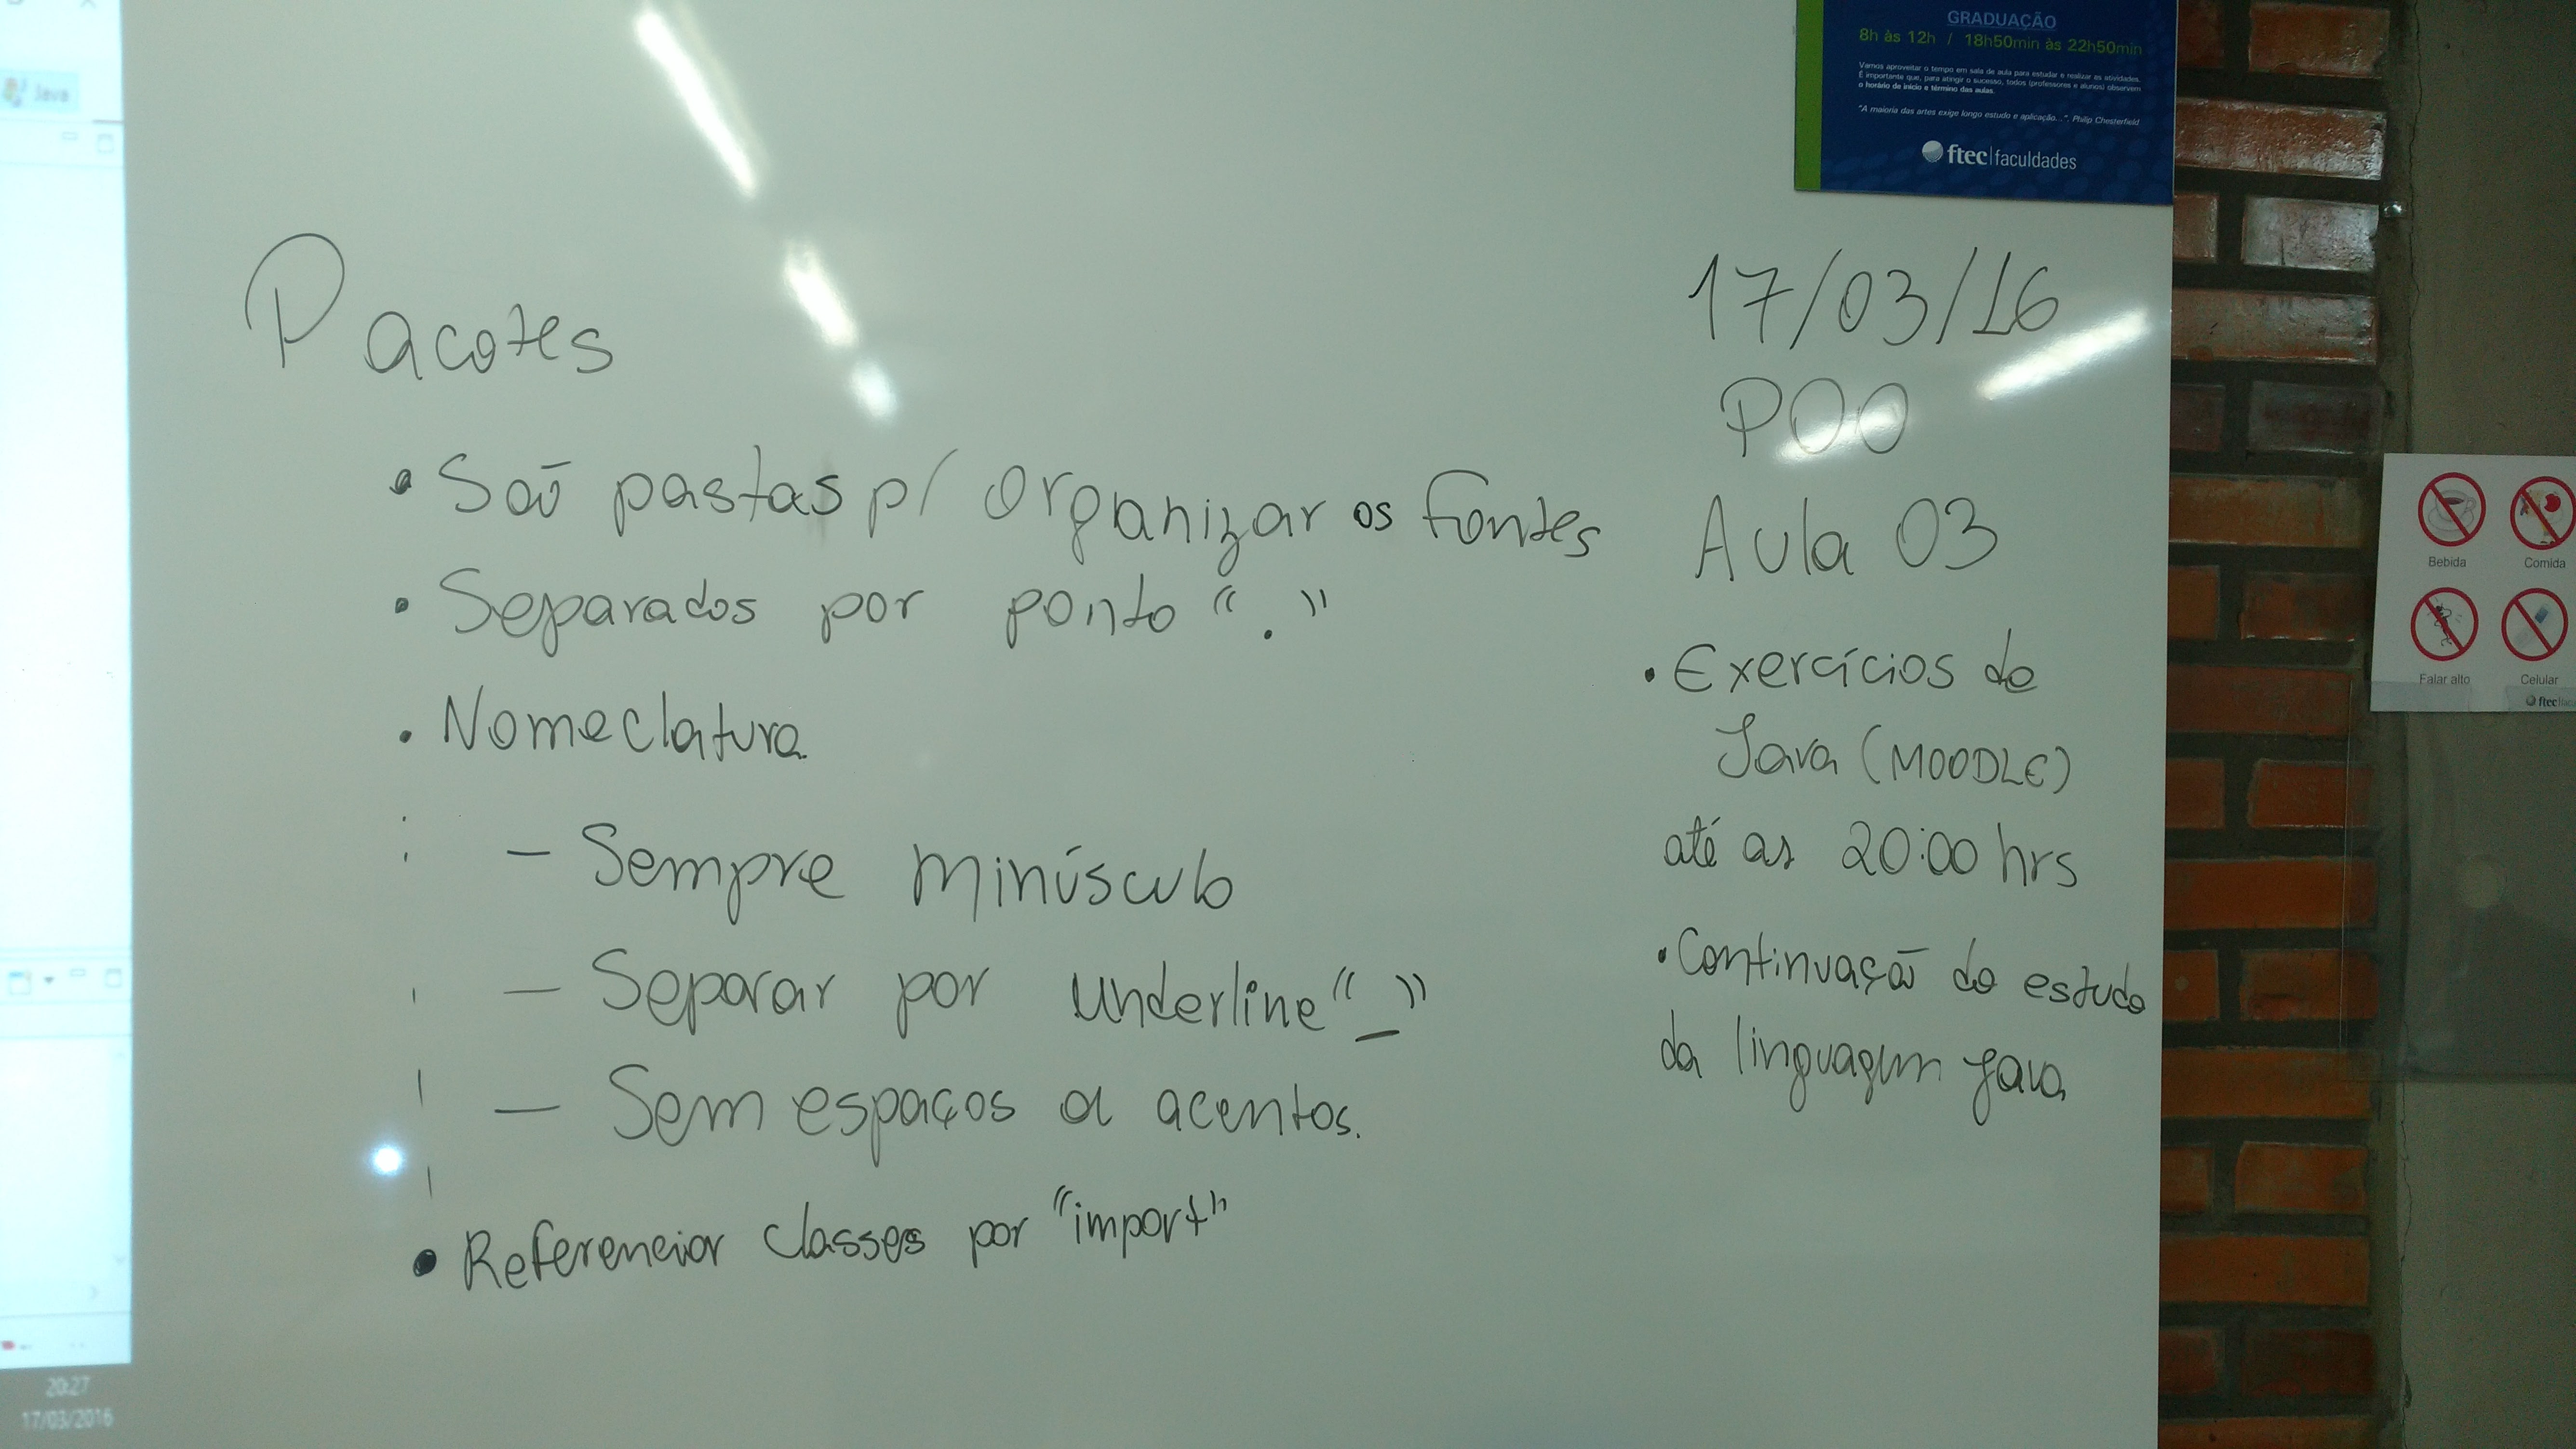 Java
GRADUAÇÃO
8h às 12h / 18h50min às 22h50min
Vamos aproveitar o tempo em sala de aula para estudar e realizar as atividades.
É importante que, para atingir o sucesso, todos (professores e alunos) observem
o horário de início e término das aulas.
"A maioria das artes exige longo estudo e aplicação...". Philip Chesterfield
ftec faculdades
Pacotes
• São pastas p/ organizar os fontes
• Separados por ponto "."
• Nomeclatura
- Sempre minúsculo
- Separar por underline "_"
- Sem espaços a acentos.
• Referenciar classes por "import"
17/03/16
POO
Aula 03
• Exercícios de
Java (MOODLE)
até as 20:00 hrs
• Continuação do estudo
da linguagem Java
Bebida Comida
Falar alto Celular
ftec
20:27
17/03/2016